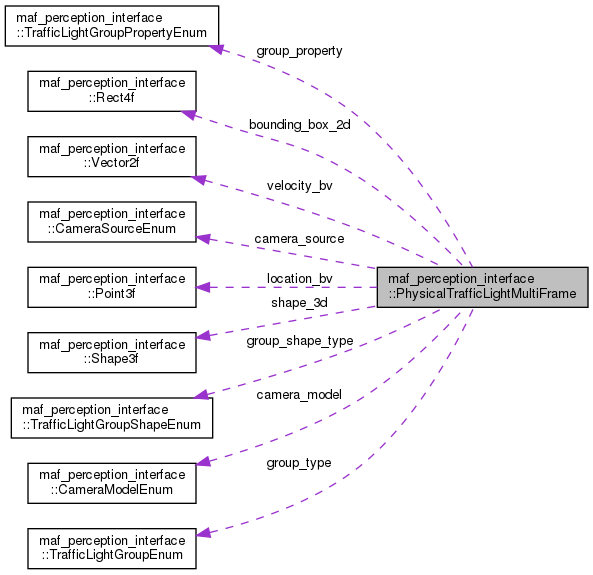 maf_perception_interface
::TrafficLightGroupPropertyEnum
group_property
maf_perception_interface
::Rect4f
bounding_box_2d
maf_perception_interface
::Vector2f
velocity_bv
maf_perception_interface
::CameraSourceEnum
camera_source
maf_perception_interface
::Point3f
location_bv
maf_perception_interface
::PhysicalTrafficLightMultiFrame
shape_3d
maf_perception_interface
::Shape3f
group_shape_type
maf_perception_interface
::TrafficLightGroupShapeEnum
camera_model
maf_perception_interface
::CameraModelEnum
group_type
maf_perception_interface
::TrafficLightGroupEnum